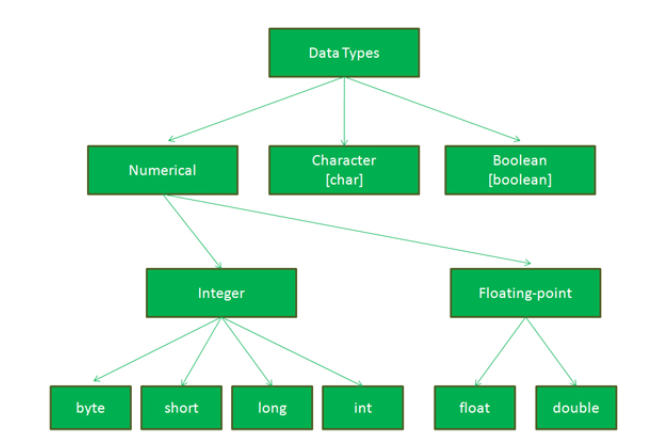 Data Types
Numerical
Character
[char]
Boolean
[boolean]
Integer
Floating-point
byte
short
long
int
float
double